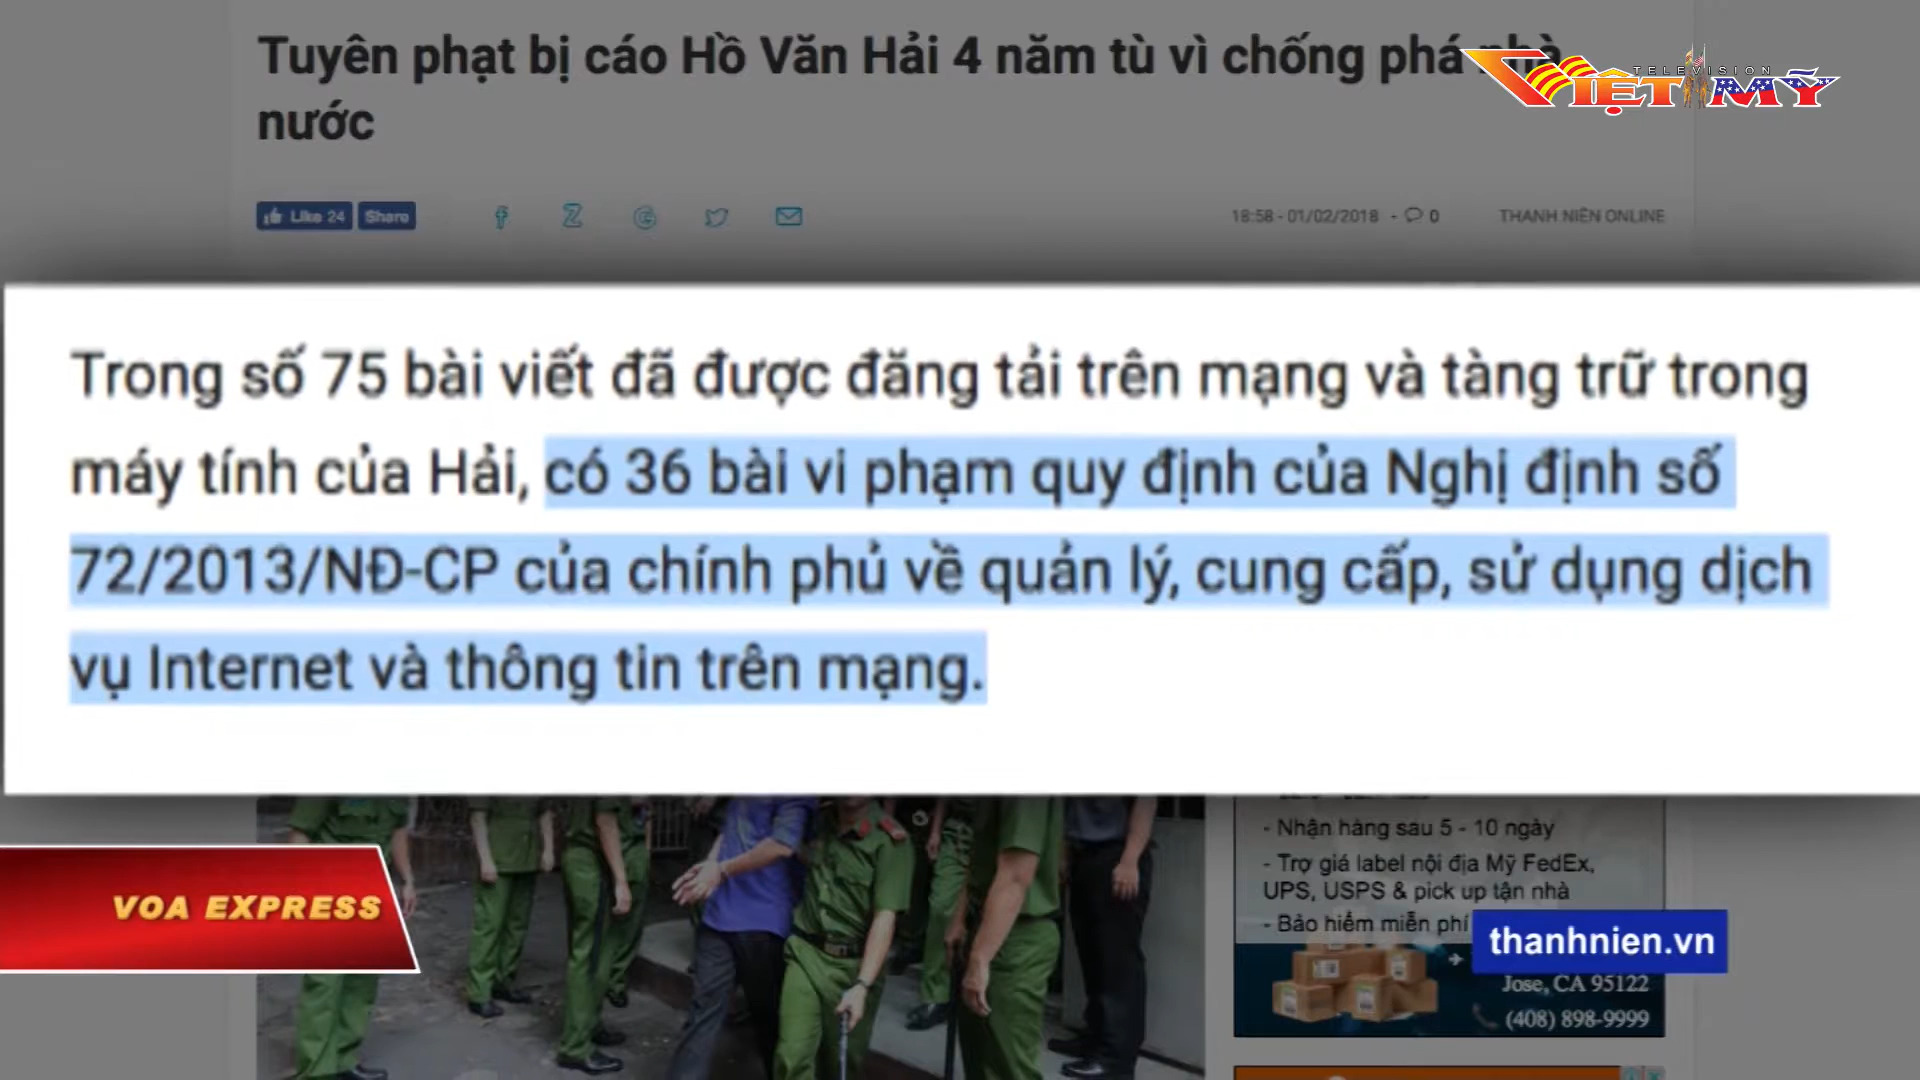 Tuyên phạt bị cáo Hồ Văn Hải 4 năm tù vì chống phá nhà
nước
TELEVISION
VIỆT MỸ
Like 24 Share
18:58 - 01/02/2018 - 0 THANH NIÊN ONLINE
Trong số 75 bài viết đã được đăng tải trên mạng và tàng trữ trong
máy tính của Hải, có 36 bài vi phạm quy định của Nghị định số
72/2013/NĐ-CP của chính phủ về quản lý, cung cấp, sử dụng dịch
vụ Internet và thông tin trên mạng.
- Nhận hàng sau 5 - 10 ngày
- Trợ giá label nội địa Mỹ FedEx,
UPS, USPS & pick up tận nhà
- Bảo hiểm miễn phí
VOA EXPRESS
thanhnien.vn
Jose, CA 95122
(408) 898-9999